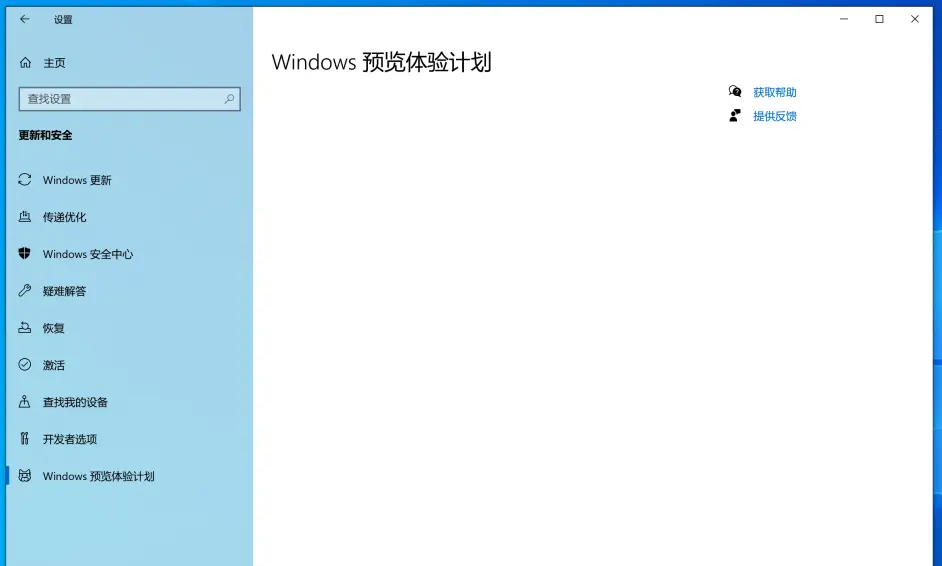 设置
主页
查找设置
更新和安全
Windows 更新
传递优化
Windows 安全中心
疑难解答
恢复
激活
查找我的设备
开发者选项
Windows 预览体验计划
Windows 预览体验计划
获取帮助
提供反馈